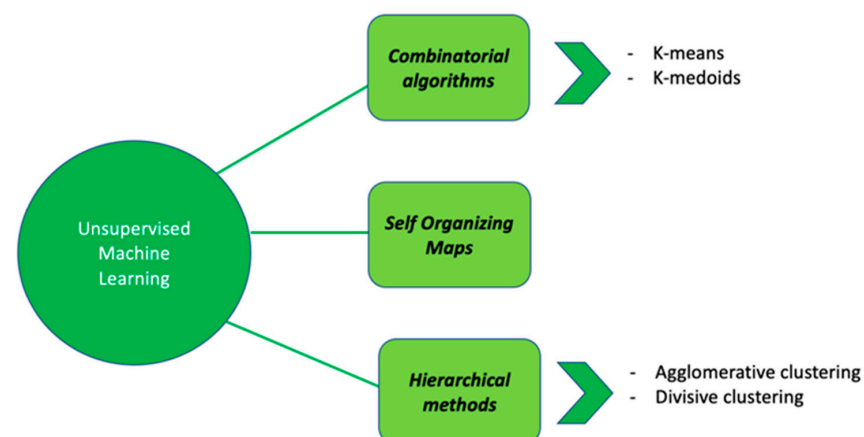 Unsupervised
Machine
Learning
Combinatorial
algorithms
- K-means
- K-medoids
Self Organizing
Maps
Hierarchical
methods
- Agglomerative clustering
- Divisive clustering